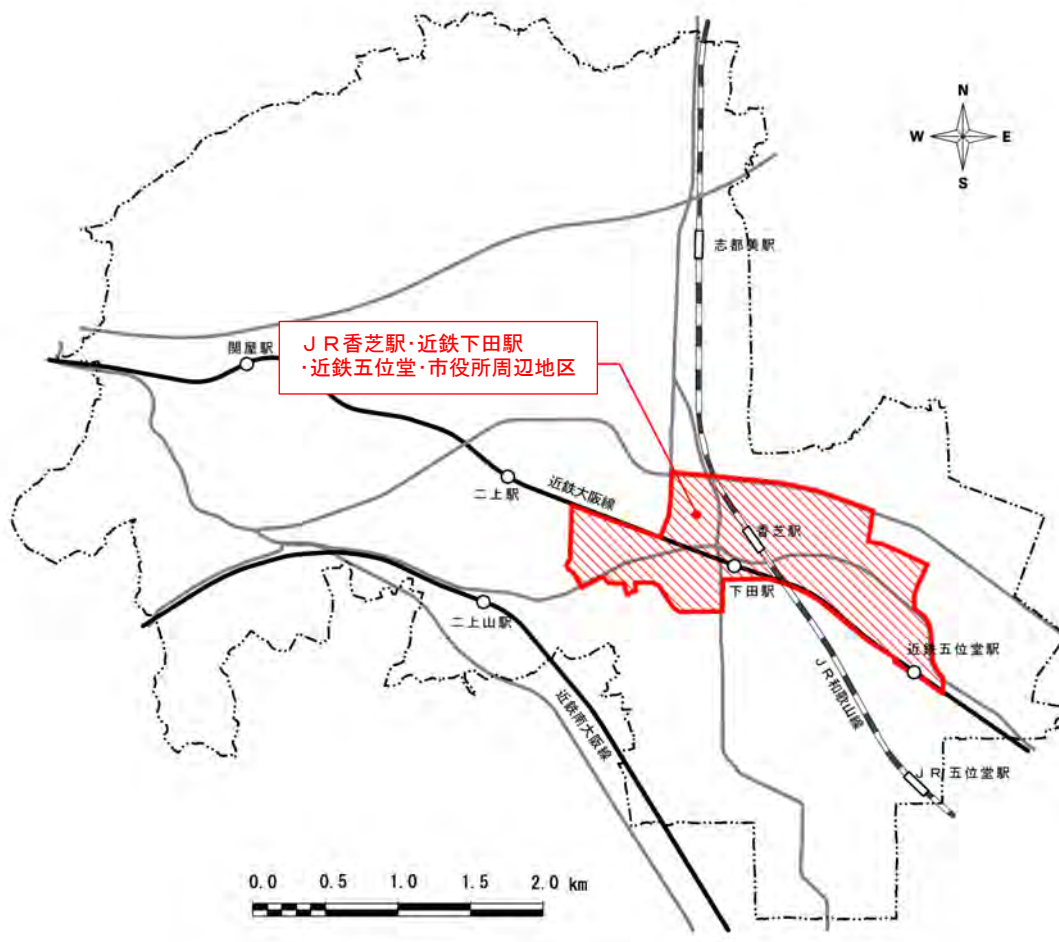 N
W E
S
志都美駅
関屋駅
JR香芝駅・近鉄下田駅
・近鉄五位堂・市役所周辺地区
二上駅
近鉄大阪線
香芝駅
下田駅
二上山駅
近鉄五位堂駅
JR和歌山線
近鉄南大阪線
JR五位堂駅
0.0 0.5 1.0 1.5 2.0 km